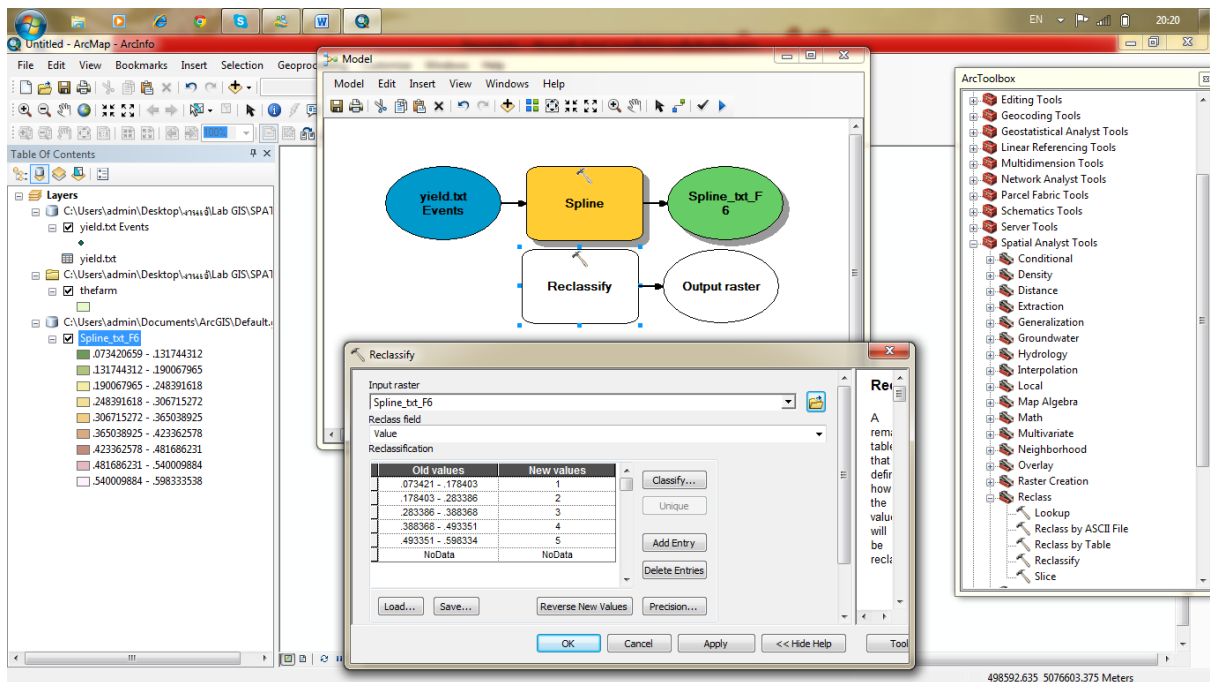 EN 20:20
Untitled - ArcMap - ArcInfo
File Edit View Bookmarks Insert Selection Geoproc
100%
Table Of Contents
Layers
C:\Users\admin\Desktop\งานแจ้\Lab GIS\SPAT
yield.txt Events
yield.txt
C:\Users\admin\Desktop\งานแจ้\Lab GIS\SPAT
thefarm
C:\Users\admin\Documents\ArcGIS\Default.
Spline_txt_F6
.073420659 - .131744312
.131744312 - .190067965
.190067965 - .248391618
.248391618 - .306715272
.306715272 - .365038925
.365038925 - .423362578
.423362578 - .481686231
.481686231 - .540009884
.540009884 - .598333538
Model
Model Edit Insert View Windows Help
yield.txt
Events
Spline
Spline_txt_F
6
Reclassify
Output raster
Reclassify
Input raster
Spline_txt_F6
Reclass field
Value
Reclassification
Old values New values
.073421 - .178403 1
.178403 - .283386 2
.283386 - .388368 3
.388368 - .493351 4
.493351 - .598334 5
NoData NoData
Classify...
Unique
Add Entry
Delete Entries
Load... Save... Reverse New Values Precision...
OK Cancel Apply << Hide Help Tool
Rec
A
rema
table
that
defin
how
the
value
will
be
recla
ArcToolbox
Editing Tools
Geocoding Tools
Geostatistical Analyst Tools
Linear Referencing Tools
Multidimension Tools
Network Analyst Tools
Parcel Fabric Tools
Schematics Tools
Server Tools
Spatial Analyst Tools
Conditional
Density
Distance
Extraction
Generalization
Groundwater
Hydrology
Interpolation
Local
Map Algebra
Math
Multivariate
Neighborhood
Overlay
Raster Creation
Reclass
Lookup
Reclass by ASCII File
Reclass by Table
Reclassify
Slice
498592.635 5076603.375 Meters